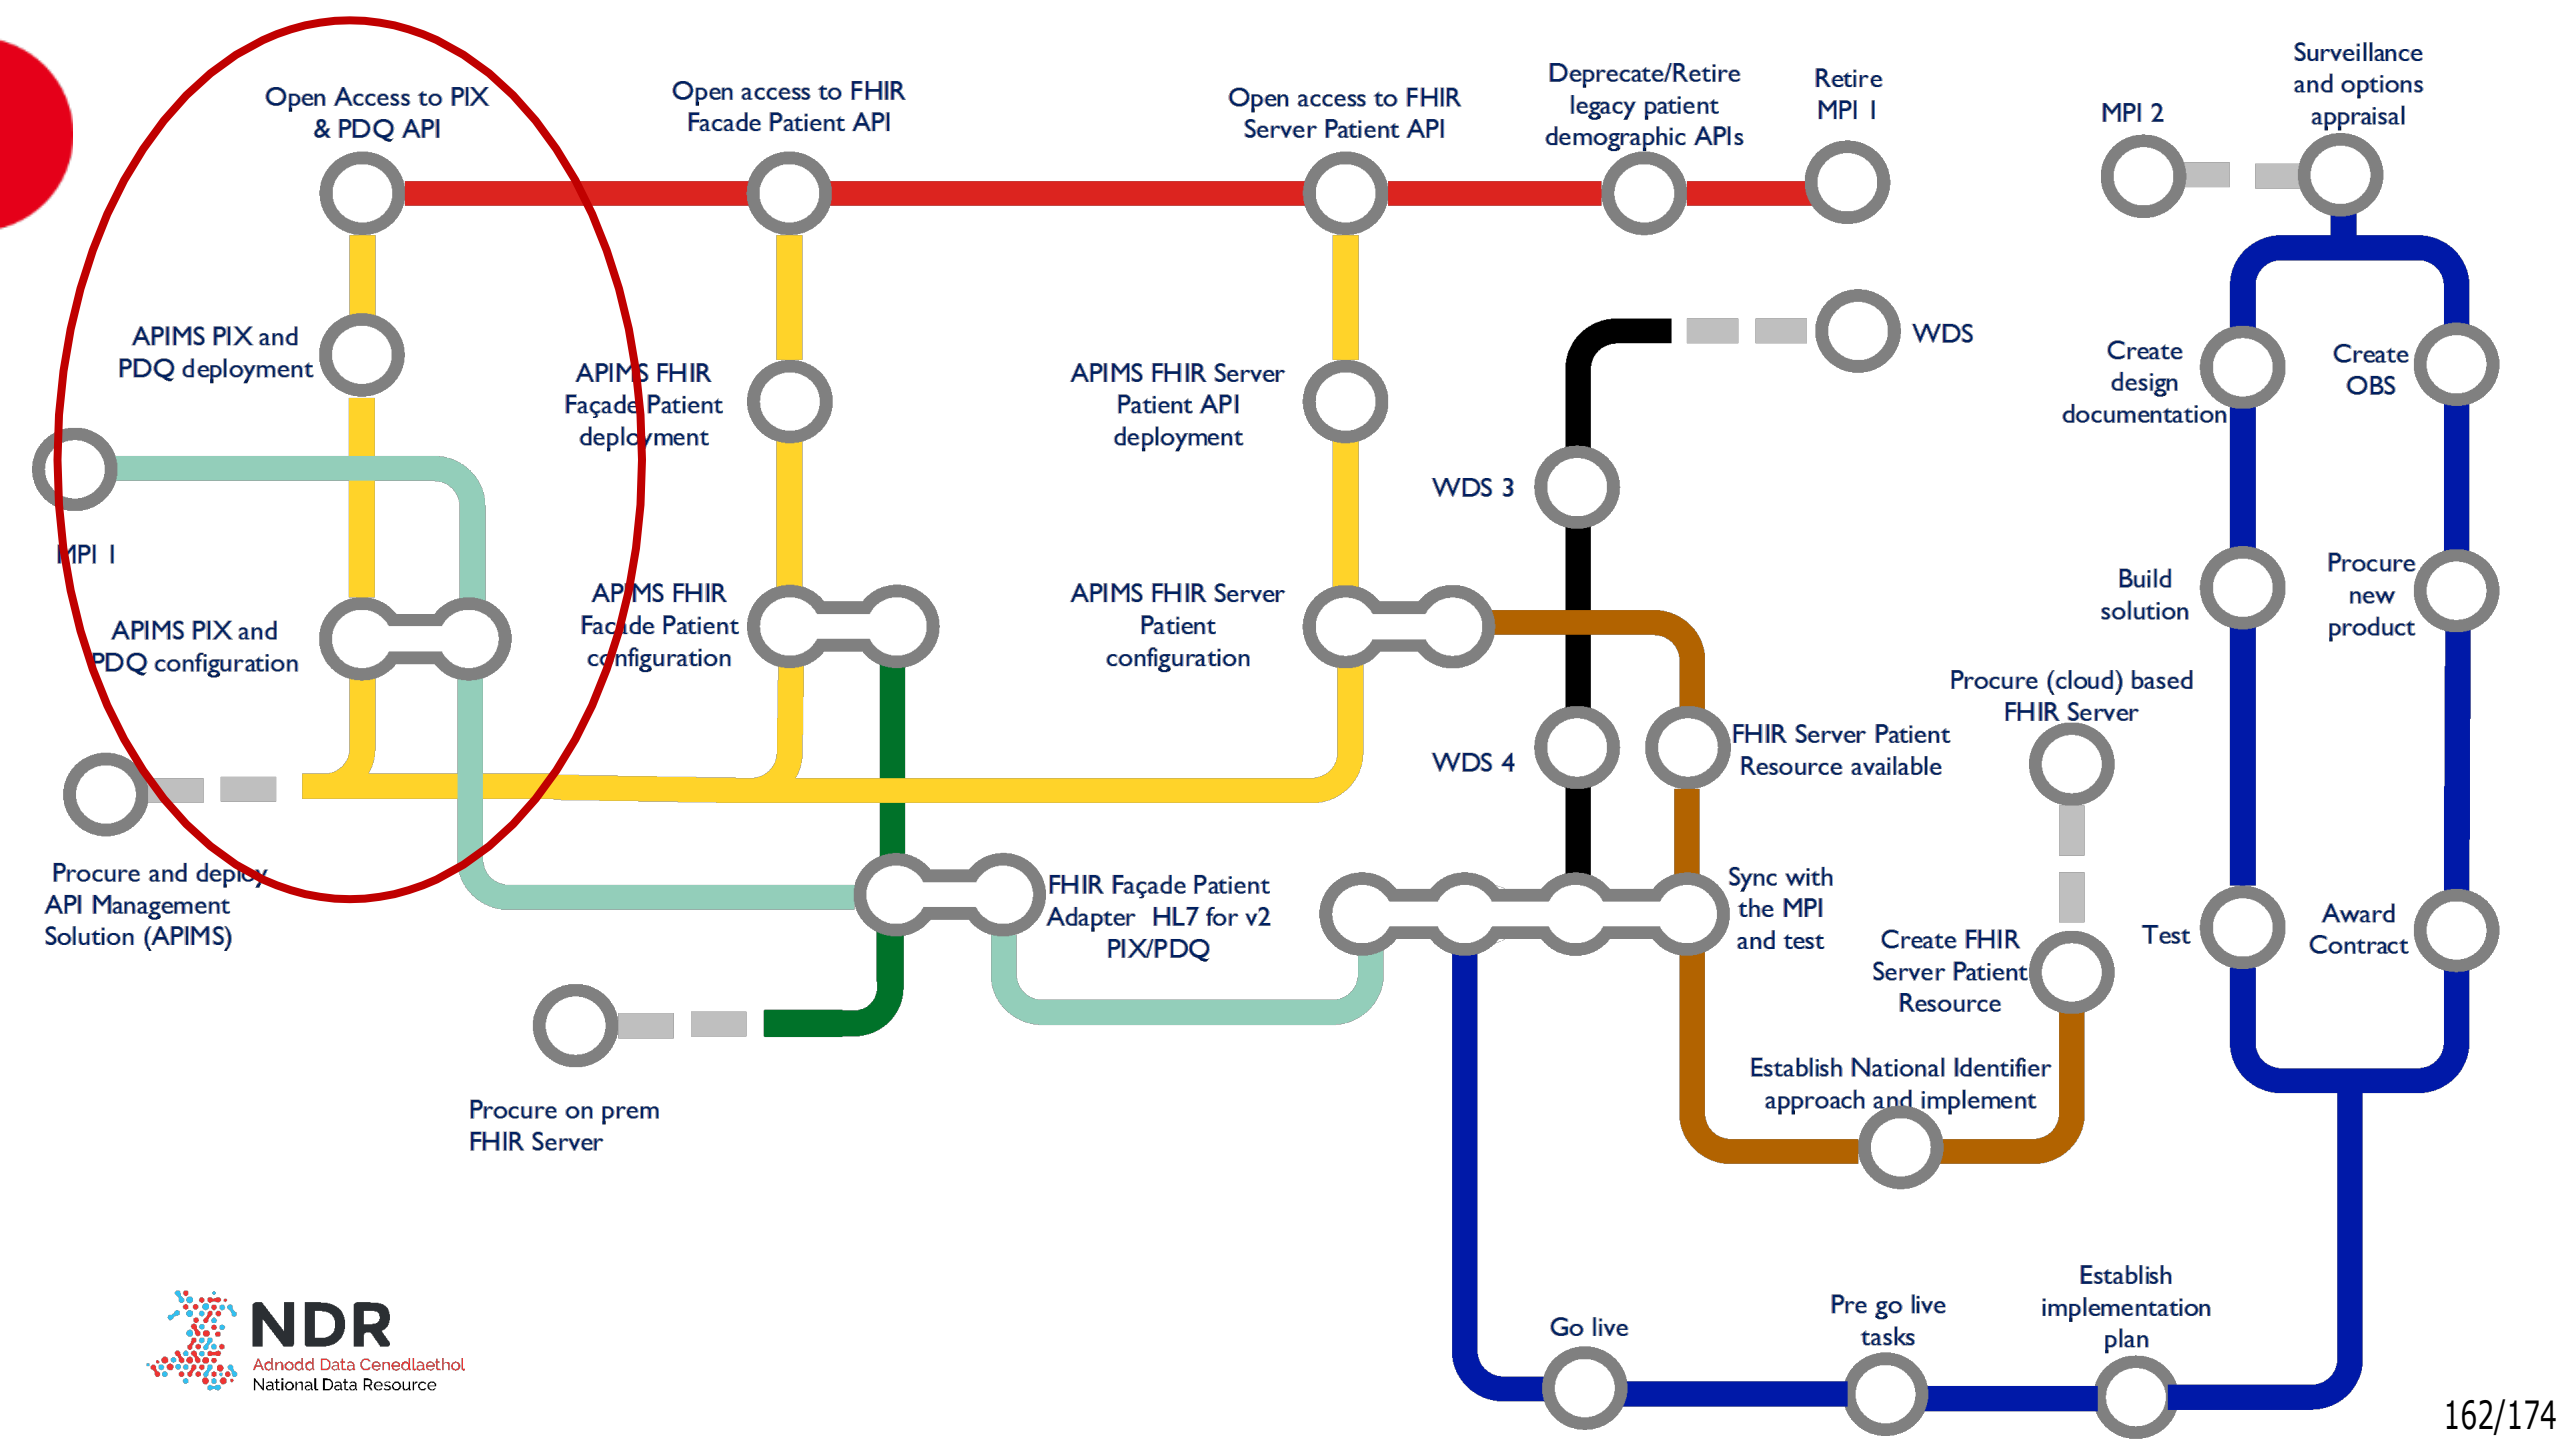 Open Access to PIX
& PDQ API
Open access to FHIR
Facade Patient API
Open access to FHIR
Server Patient API
Deprecate/Retire
legacy patient
demographic APIs
Retire
MPI 1
MPI 2
Surveillance
and options
appraisal
APIMS PIX and
PDQ deployment
APIMS FHIR
Façade Patient
deployment
APIMS FHIR Server
Patient API
deployment
WDS
Create
design
documentation
Create
OBS
MPI 1
WDS 3
APIMS PIX and
PDQ configuration
APIMS FHIR
Facade Patient
configuration
APIMS FHIR Server
Patient
configuration
Build
solution
Procure
new
product
Procure (cloud) based
FHIR Server
WDS 4
FHIR Server Patient
Resource available
Procure and deploy
API Management
Solution (APIMS)
FHIR Façade Patient
Adapter HL7 for v2
PIX/PDQ
Sync with
the MPI
and test
Create FHIR
Server Patient
Resource
Test
Award
Contract
Procure on prem
FHIR Server
Establish National Identifier
approach and implement
Go live
Pre go live
tasks
Establish
implementation
plan
NDR
Adnodd Data Cenedlaethol
National Data Resource
162/174